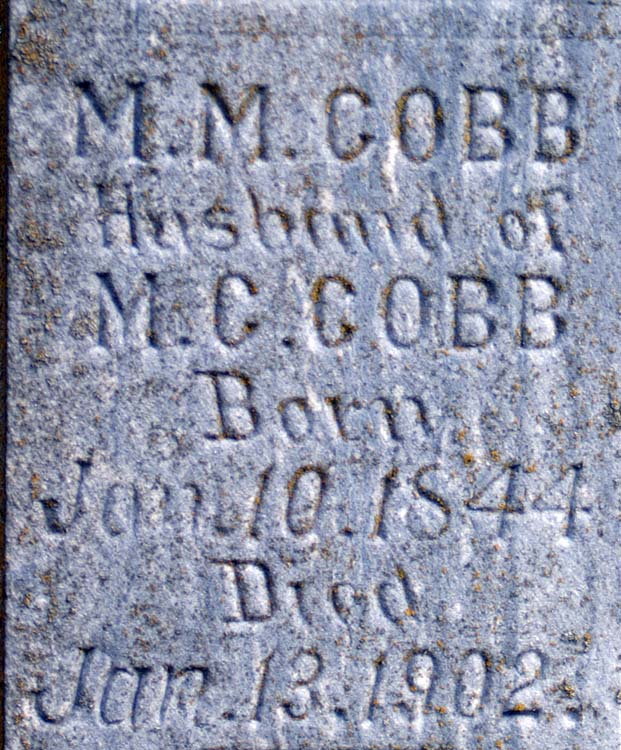 M.M.COBB
Husband of
M.C.COBB
Born
Jan.10.1844
Died
Jan.13.1902.